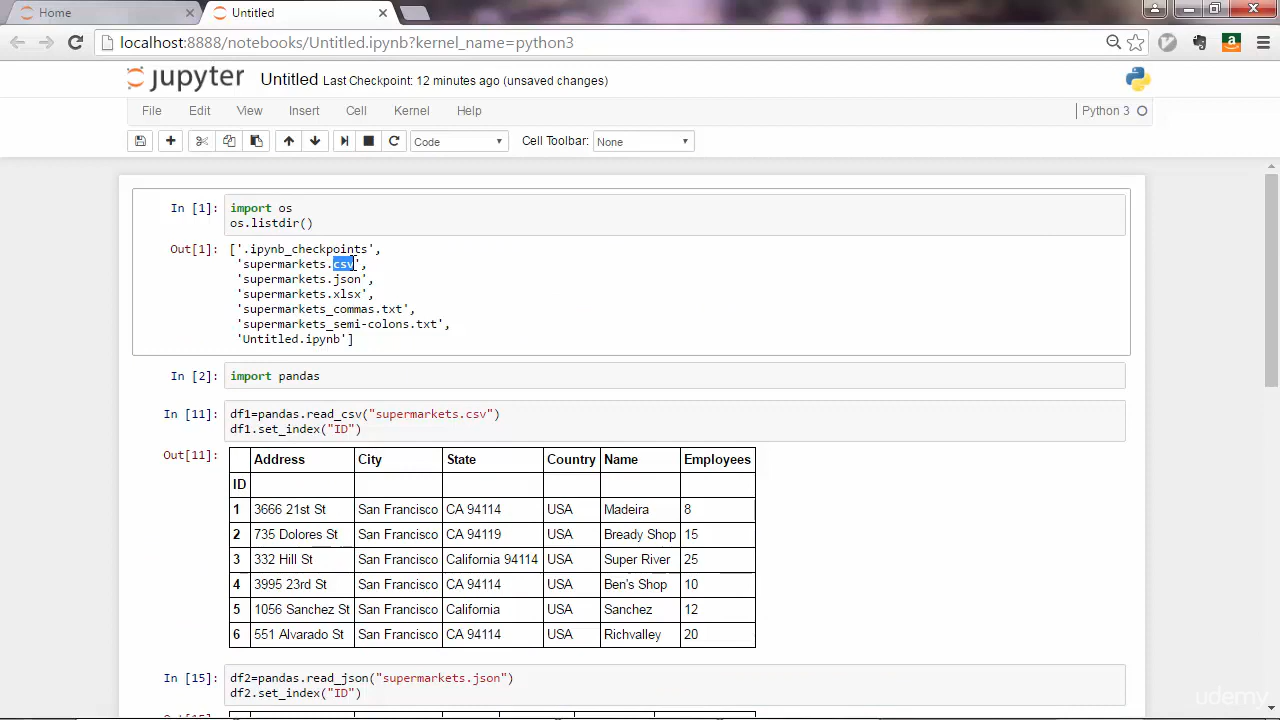 Home
Untitled
localhost:8888/notebooks/Untitled.ipynb?kernel_name=python3
jupyter Untitled Last Checkpoint: 12 minutes ago (unsaved changes)
File Edit View Insert Cell Kernel Help Python 3
Code Cell Toolbar: None
In [1]: import os
os.listdir()
Out[1]: ['.ipynb_checkpoints',
'supermarkets.csv',
'supermarkets.json',
'supermarkets.xlsx',
'supermarkets_commas.txt',
'supermarkets_semi-colons.txt',
'Untitled.ipynb']
In [2]: import pandas
In [11]: df1=pandas.read_csv("supermarkets.csv")
df1.set_index("ID")
Out[11]:
Address City State Country Name Employees
ID
1 3666 21st St San Francisco CA 94114 USA Madeira 8
2 735 Dolores St San Francisco CA 94119 USA Bready Shop 15
3 332 Hill St San Francisco California 94114 USA Super River 25
4 3995 23rd St San Francisco CA 94114 USA Ben's Shop 10
5 1056 Sanchez St San Francisco California USA Sanchez 12
6 551 Alvarado St San Francisco CA 94114 USA Richvalley 20
In [15]: df2=pandas.read_json("supermarkets.json")
df2.set_index("ID")
udemy